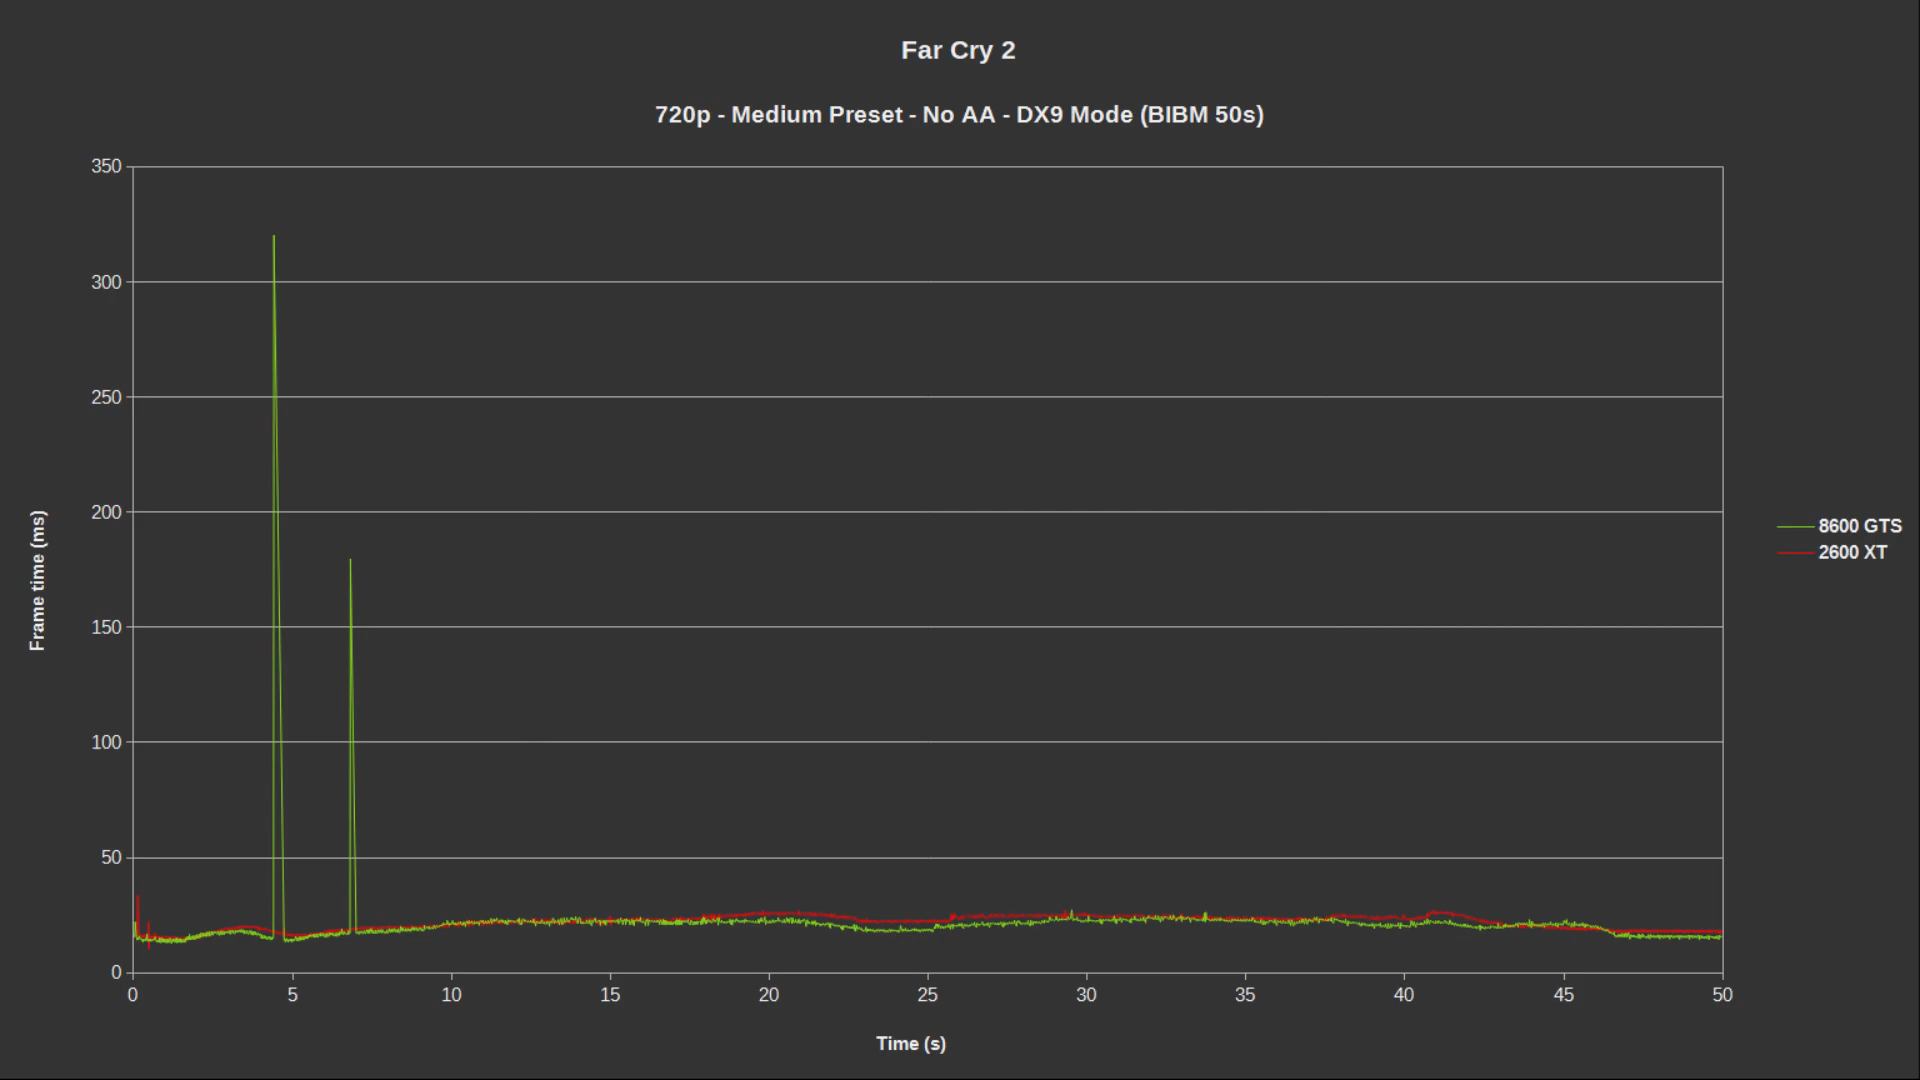 Far Cry 2
720p - Medium Preset - No AA - DX9 Mode (BIBM 50s)
350
300
250
200
150
100
50
0
Frame time (ms)
0 5 10 15 20 25 30 35 40 45 50
Time (s)
8600 GTS
2600 XT